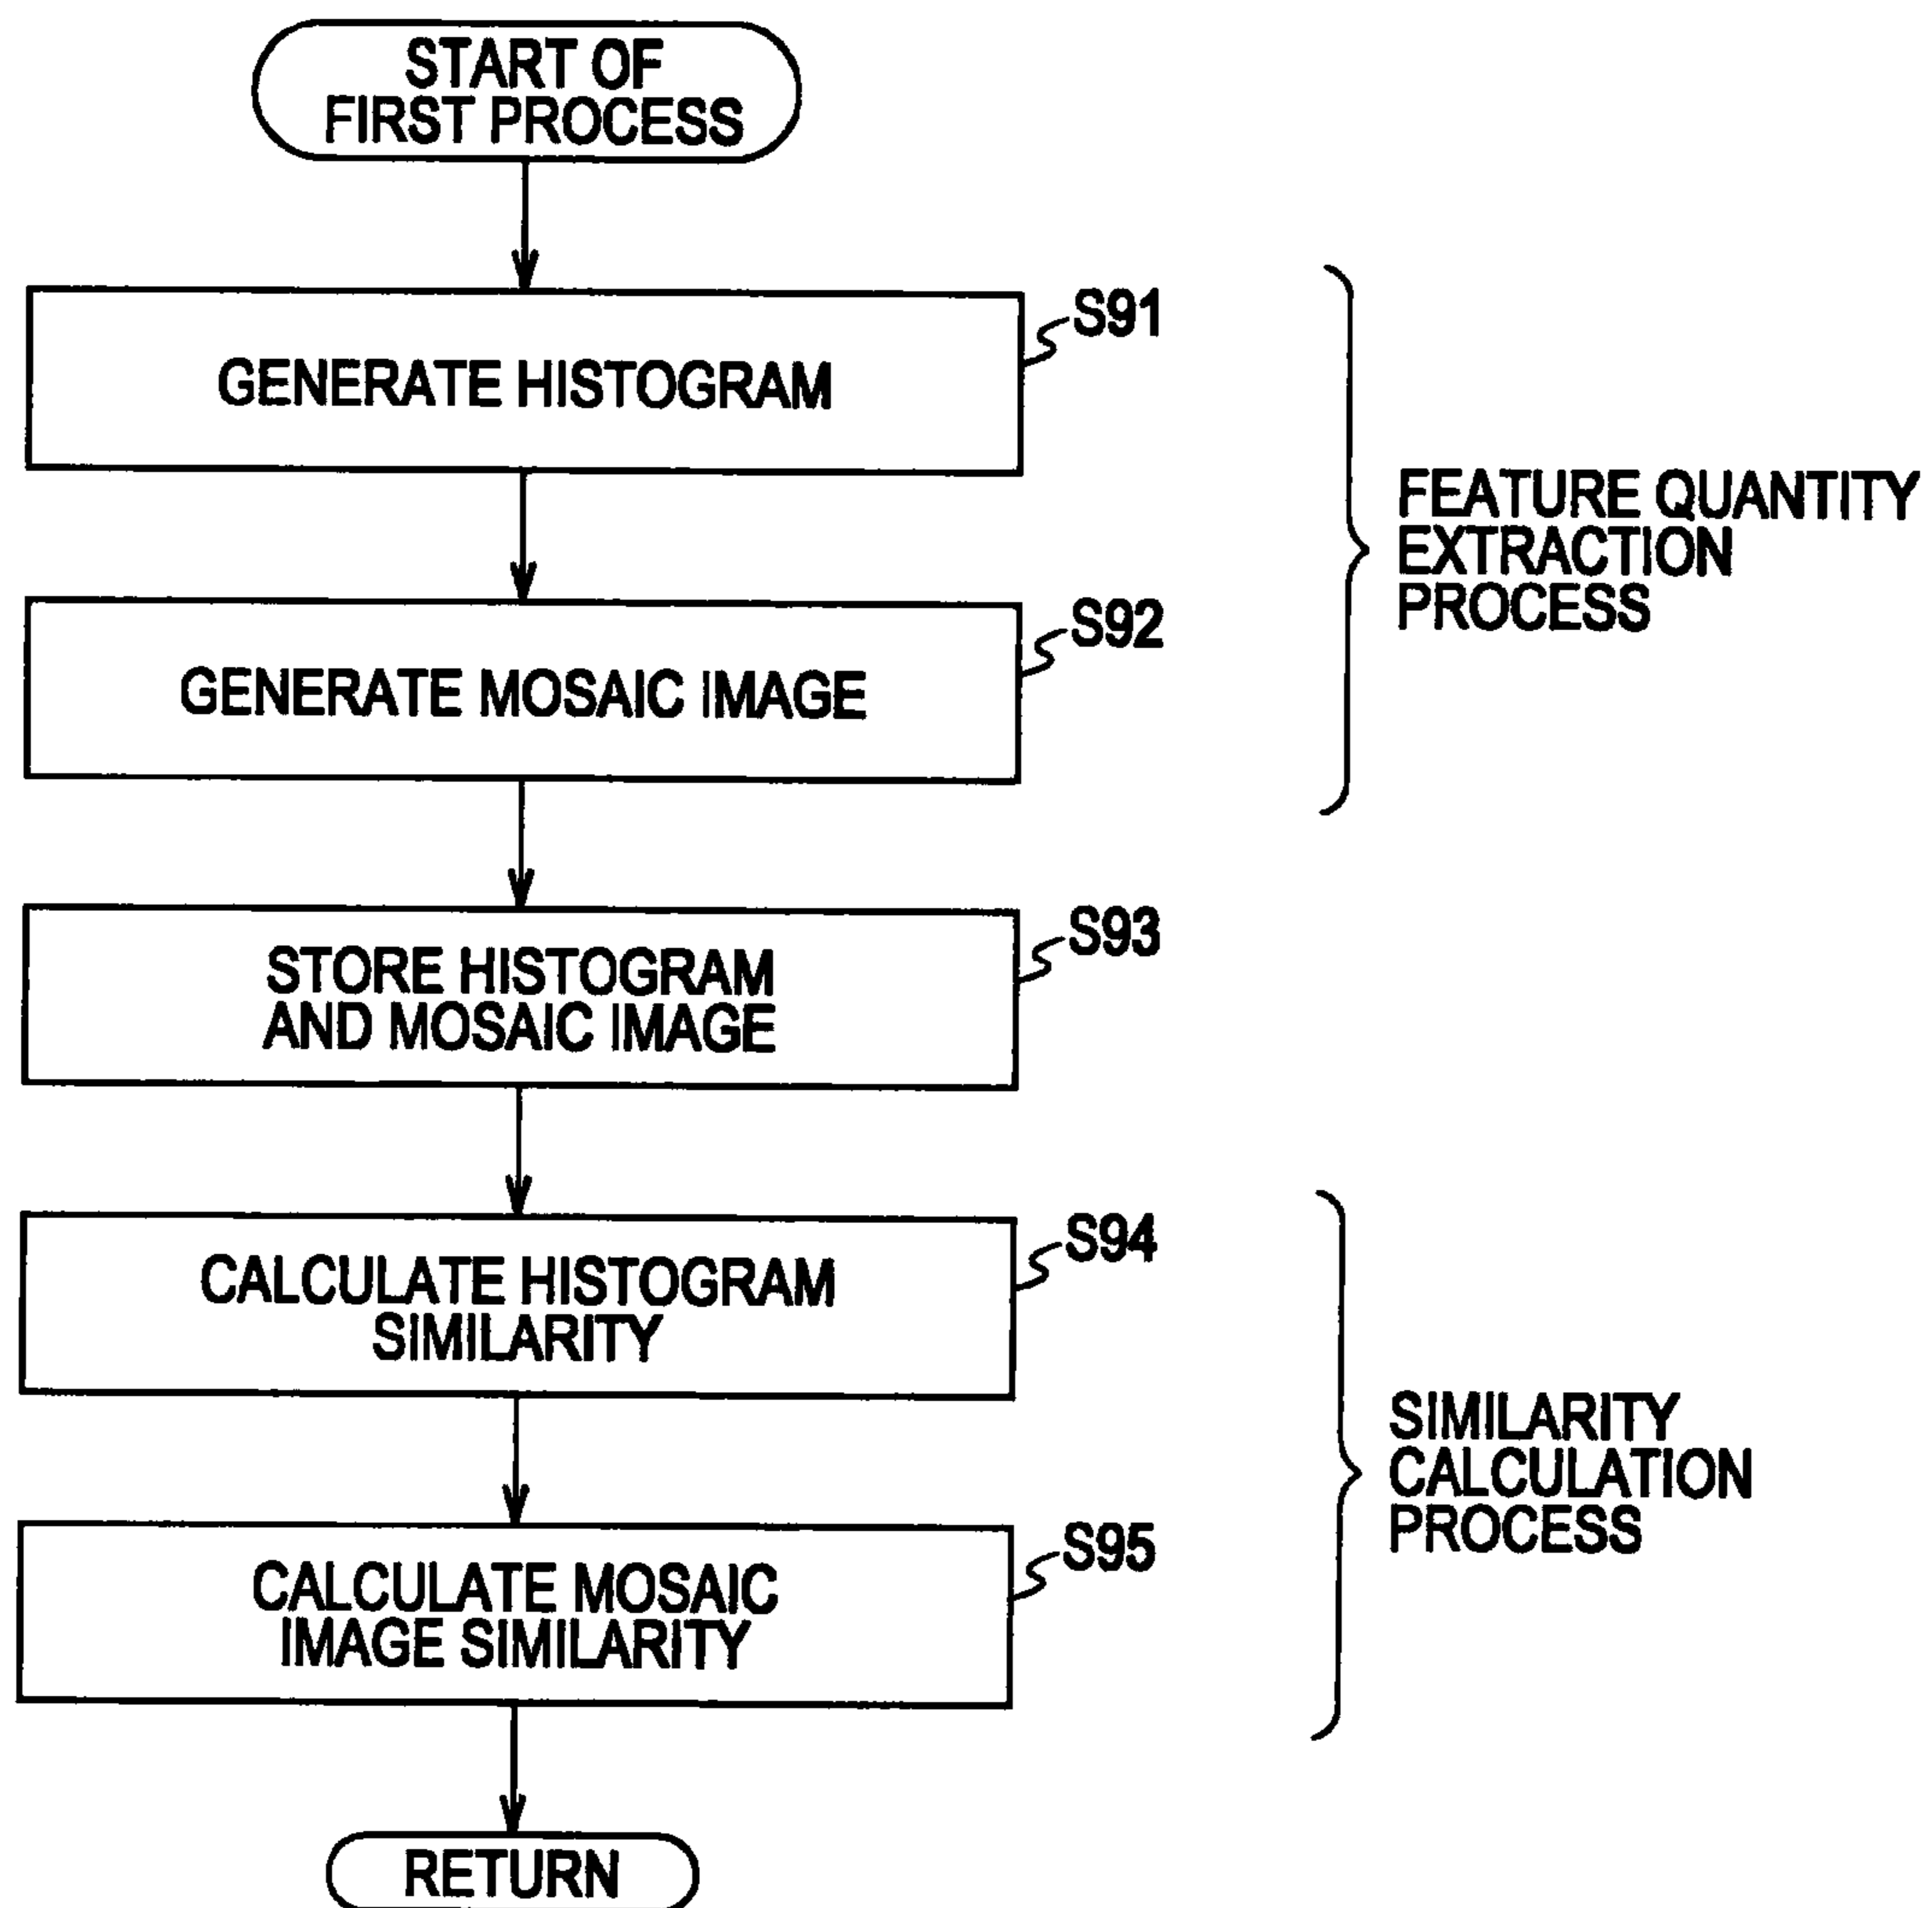 START OF
FIRST PROCESS
S91
GENERATE HISTOGRAM
FEATURE QUANTITY
EXTRACTION
PROCESS
S92
GENERATE MOSAIC IMAGE
S93
STORE HISTOGRAM
AND MOSAIC IMAGE
S94
CALCULATE HISTOGRAM
SIMILARITY
SIMILARITY
CALCULATION
PROCESS
S95
CALCULATE MOSAIC
IMAGE SIMILARITY
RETURN